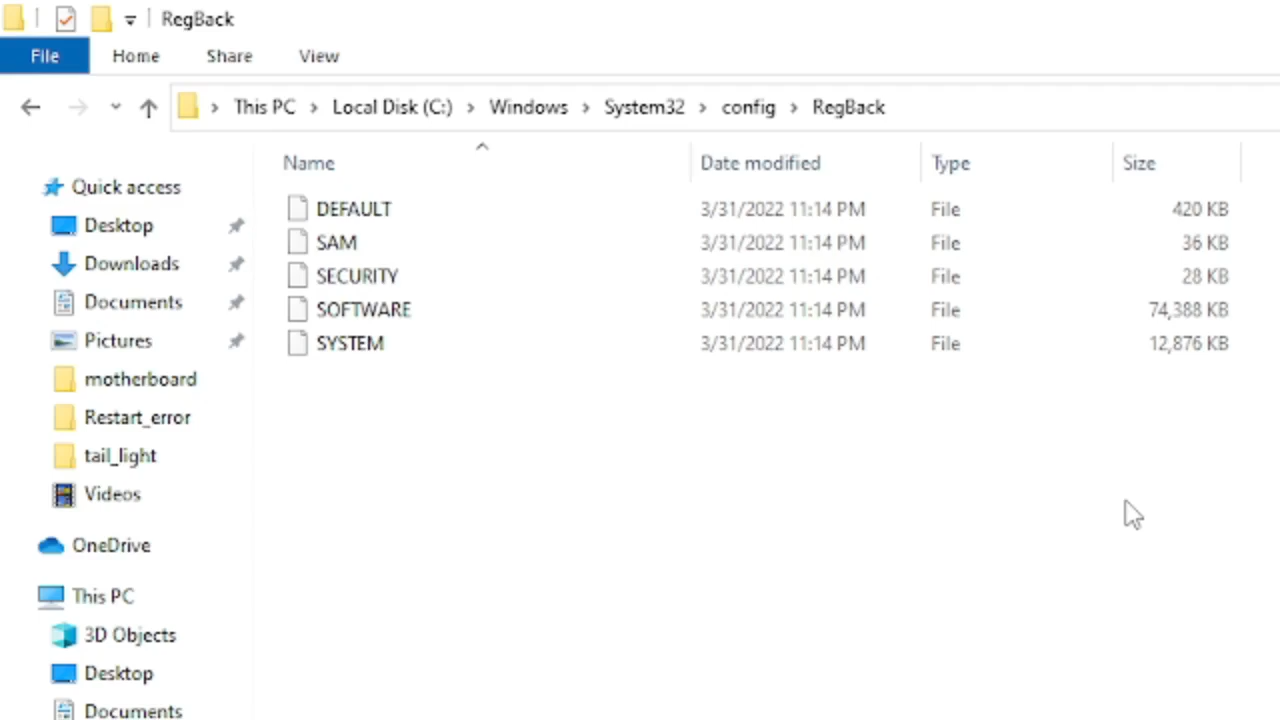 RegBack
File Home Share View
This PC Local Disk (C:) Windows System32 config RegBack
Name Date modified Type Size
Quick access
Desktop
Downloads
Documents
Pictures
motherboard
Restart_error
tail_light
Videos
OneDrive
This PC
3D Objects
Desktop
Documents
DEFAULT 3/31/2022 11:14 PM File 420 KB
SAM 3/31/2022 11:14 PM File 36 KB
SECURITY 3/31/2022 11:14 PM File 28 KB
SOFTWARE 3/31/2022 11:14 PM File 74,388 KB
SYSTEM 3/31/2022 11:14 PM File 12,876 KB